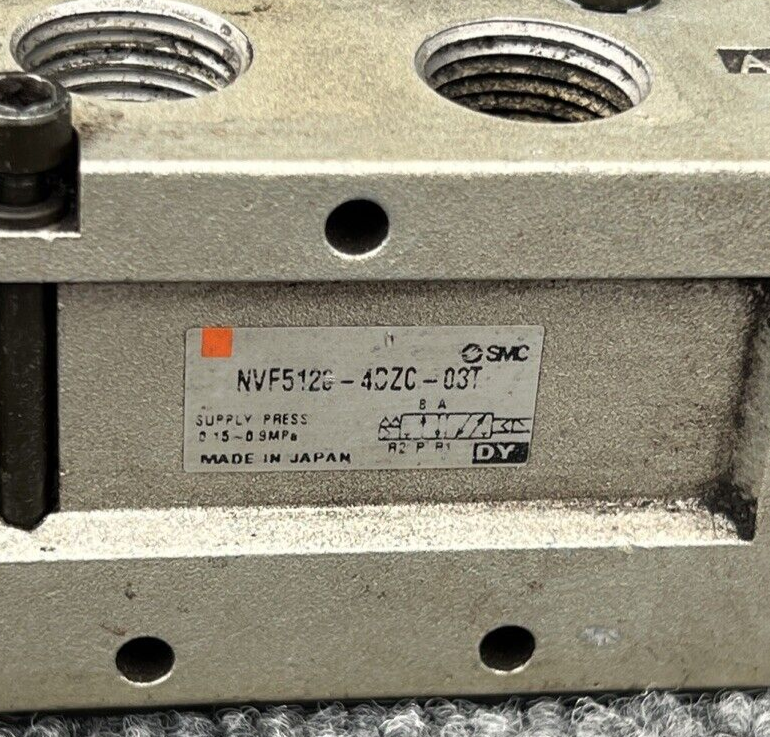 A
SMC
NVF5120-4DZC-03T
B A
SUPPLY PRESS
0.15~0.9MPa
R2 P R1
MADE IN JAPAN
DY